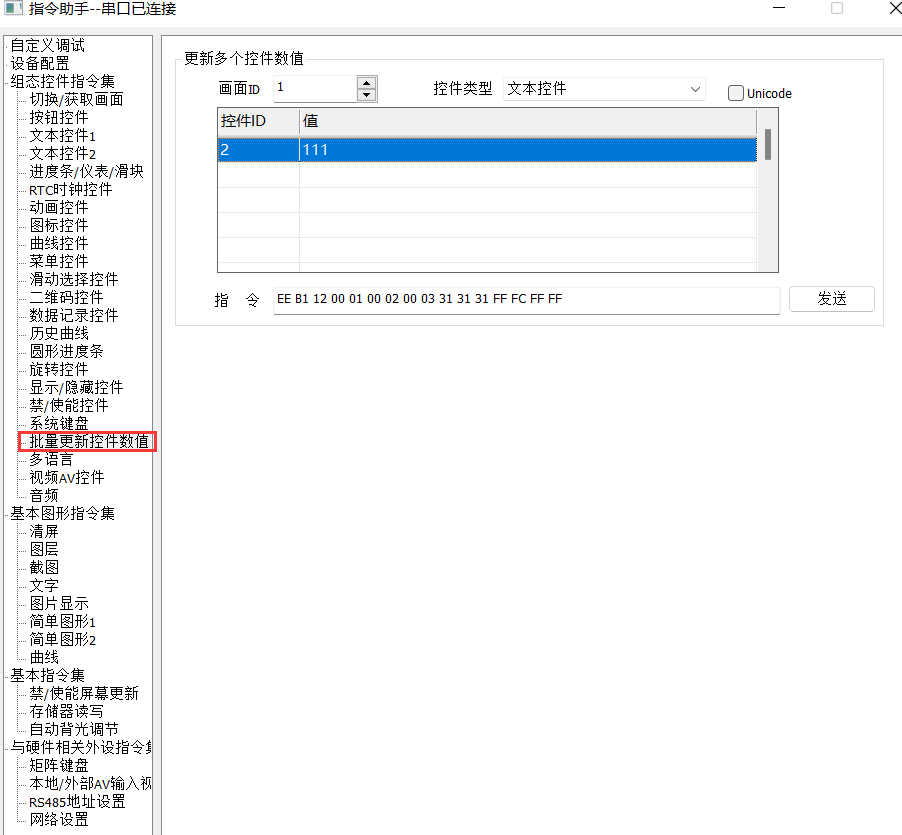 指令助手--串口已连接
自定义调试
设备配置
组态控件指令集
切换/获取画面
按钮控件
文本控件1
文本控件2
进度条/仪表/滑块
RTC时钟控件
动画控件
图标控件
曲线控件
菜单控件
滑动选择控件
二维码控件
数据记录控件
历史曲线
圆形进度条
旋转控件
显示/隐藏控件
禁/使能控件
系统键盘
批量更新控件数值
多语言
视频AV控件
音频
基本图形指令集
清屏
图层
截图
文字
图片显示
简单图形1
简单图形2
曲线
基本指令集
禁/使能屏幕更新
存储器读写
自动背光调节
与硬件相关外设指令集
矩阵键盘
本地/外部AV输入视
RS485地址设置
网络设置
更新多个控件数值
画面ID 1 控件类型 文本控件 Unicode
控件ID 值
2 111
指 令 EE B1 12 00 01 00 02 00 03 31 31 31 FF FC FF FF 发送